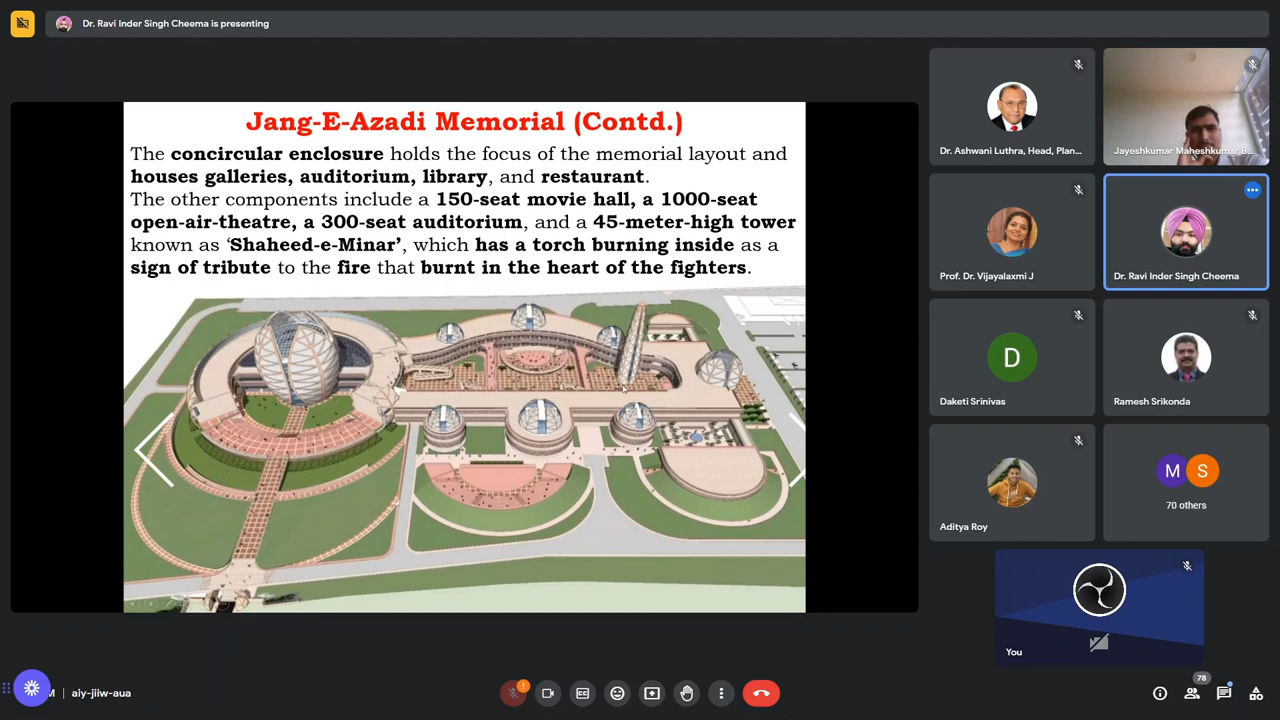 Dr. Ravi Inder Singh Cheema is presenting
Jang-E-Azadi Memorial (Contd.)
The concircular enclosure holds the focus of the memorial layout and
houses galleries, auditorium, library, and restaurant.
The other components include a 150-seat movie hall, a 1000-seat
open-air-theatre, a 300-seat auditorium, and a 45-meter-high tower
known as ‘Shaheed-e-Minar’, which has a torch burning inside as a
sign of tribute to the fire that burnt in the heart of the fighters.
Dr. Ashwani Luthra, Head, Plan...
Jayeshkumar Maheshkumar B...
Prof. Dr. Vijayalaxmi J
Dr. Ravi Inder Singh Cheema
D
Daketi Srinivas
Ramesh Srikonda
Aditya Roy
M S
70 others
You
M | aiy-jiiw-aua
!
CC
78